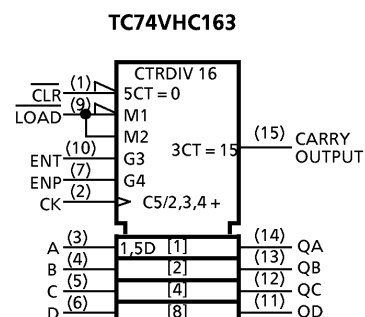 TC74VHC163
CTRDIV 16
CLR (1) 5CT = 0
LOAD (9) M1
M2
3CT = 15 (15) CARRY OUTPUT
ENT (10) G3
ENP (7) G4
CK (2) C5/2,3,4 +
A (3) 1,5D [1] (14) QA
B (4) [2] (13) QB
C (5) [4] (12) QC
D (6) [8] (11) QD